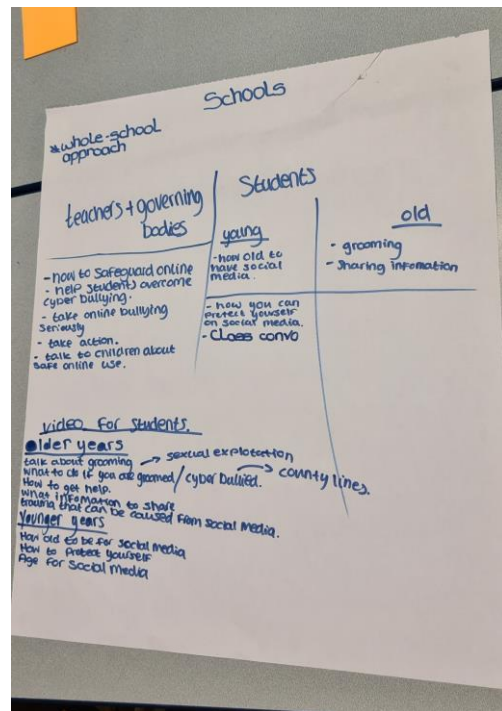 Schools
*whole-school
approach
teachers + governing
bodies
- how to safeguard online
- help students overcome
cyber bullying.
- take online bullying
seriously
- take action.
- talk to children about
safe online use.
Students
young
- how old to
have social
media.
- how you can
protect yourself
on social media.
- Class convo
old
- grooming
- sharing infomation
video for students.
Older years
talk about grooming → sexual explotation
what to do if you are groomed / cyber bullied. → county lines.
How to get help.
what infomation to share
trauma that can be caused from social media.
Younger years
How old to be for social media
How to protect yourself
Age for social media